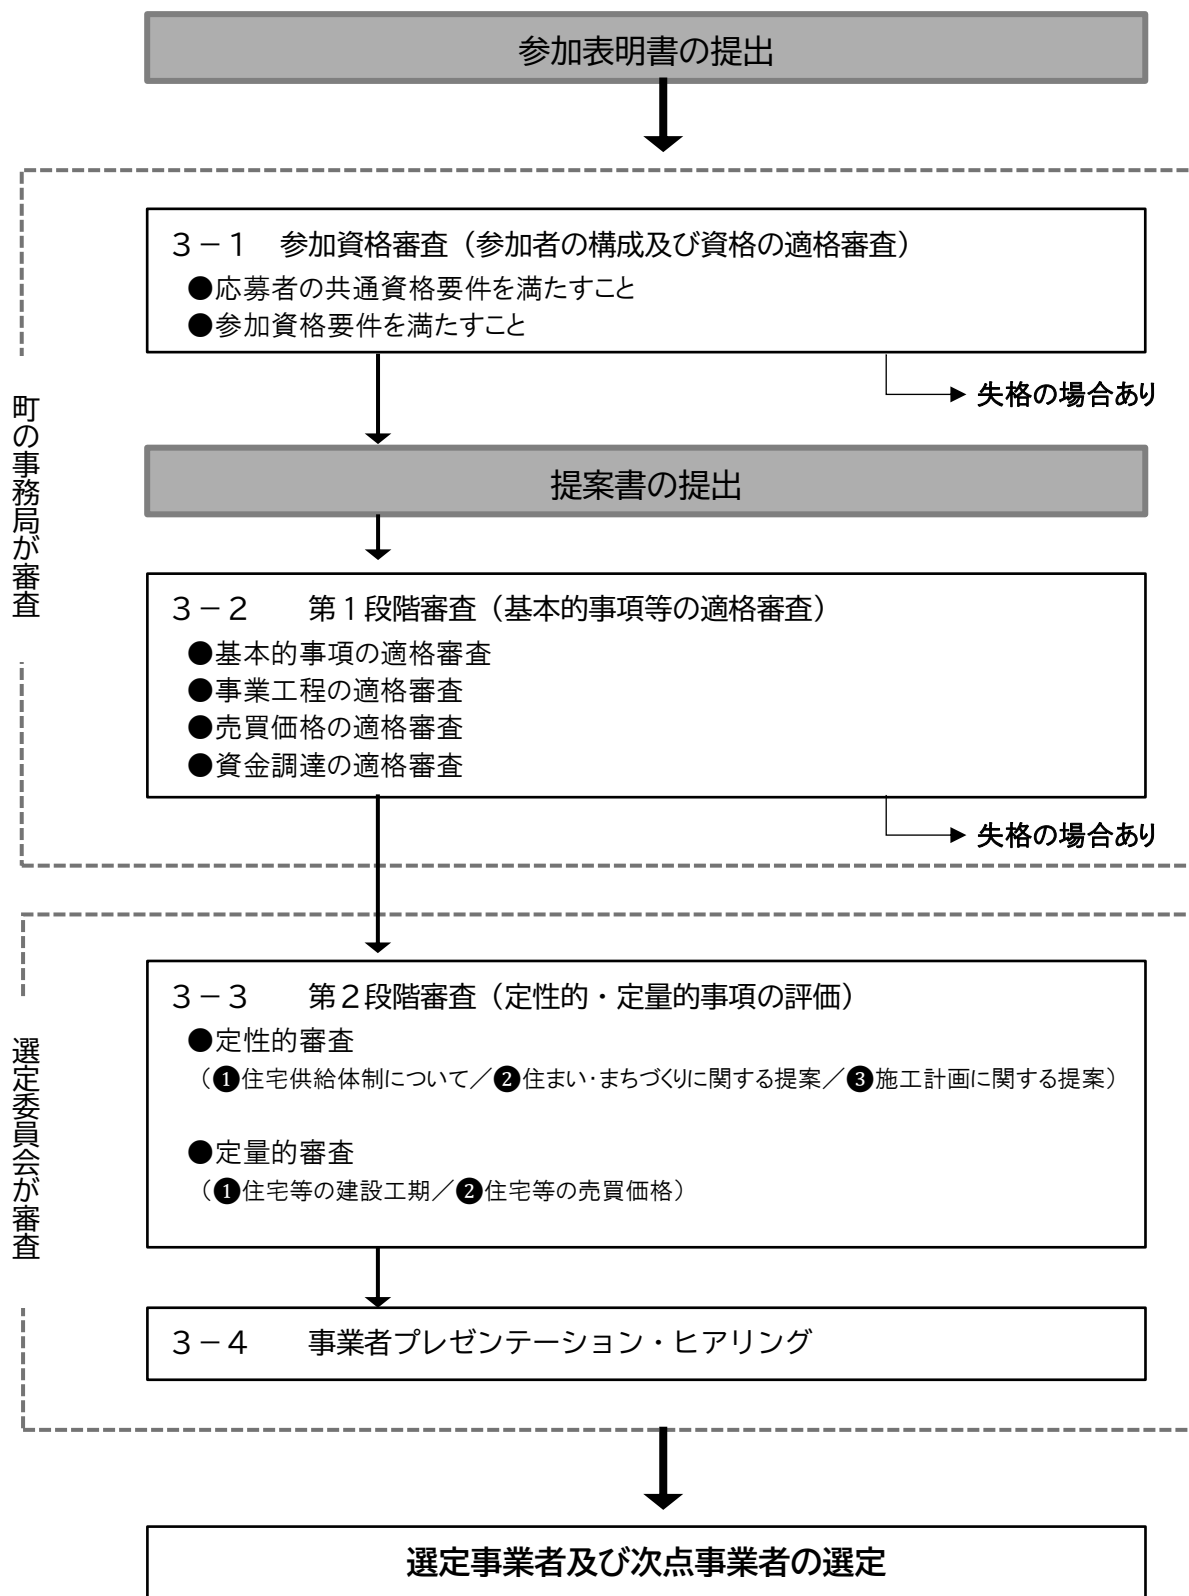 参加表明書の提出
町の事務局が審査
３－１　参加資格審査（参加者の構成及び資格の適格審査）
●応募者の共通資格要件を満たすこと
●参加資格要件を満たすこと
失格の場合あり
提案書の提出
３－２　　第１段階審査（基本的事項等の適格審査）
●基本的事項の適格審査
●事業工程の適格審査
●売買価格の適格審査
●資金調達の適格審査
失格の場合あり
選定委員会が審査
３－３　　第２段階審査（定性的・定量的事項の評価）
●定性的審査
（❶住宅供給体制について／❷住まい・まちづくりに関する提案／❸施工計画に関する提案）
●定量的審査
（❶住宅等の建設工期／❷住宅等の売買価格）
３－４　　事業者プレゼンテーション・ヒアリング
選定事業者及び次点事業者の選定